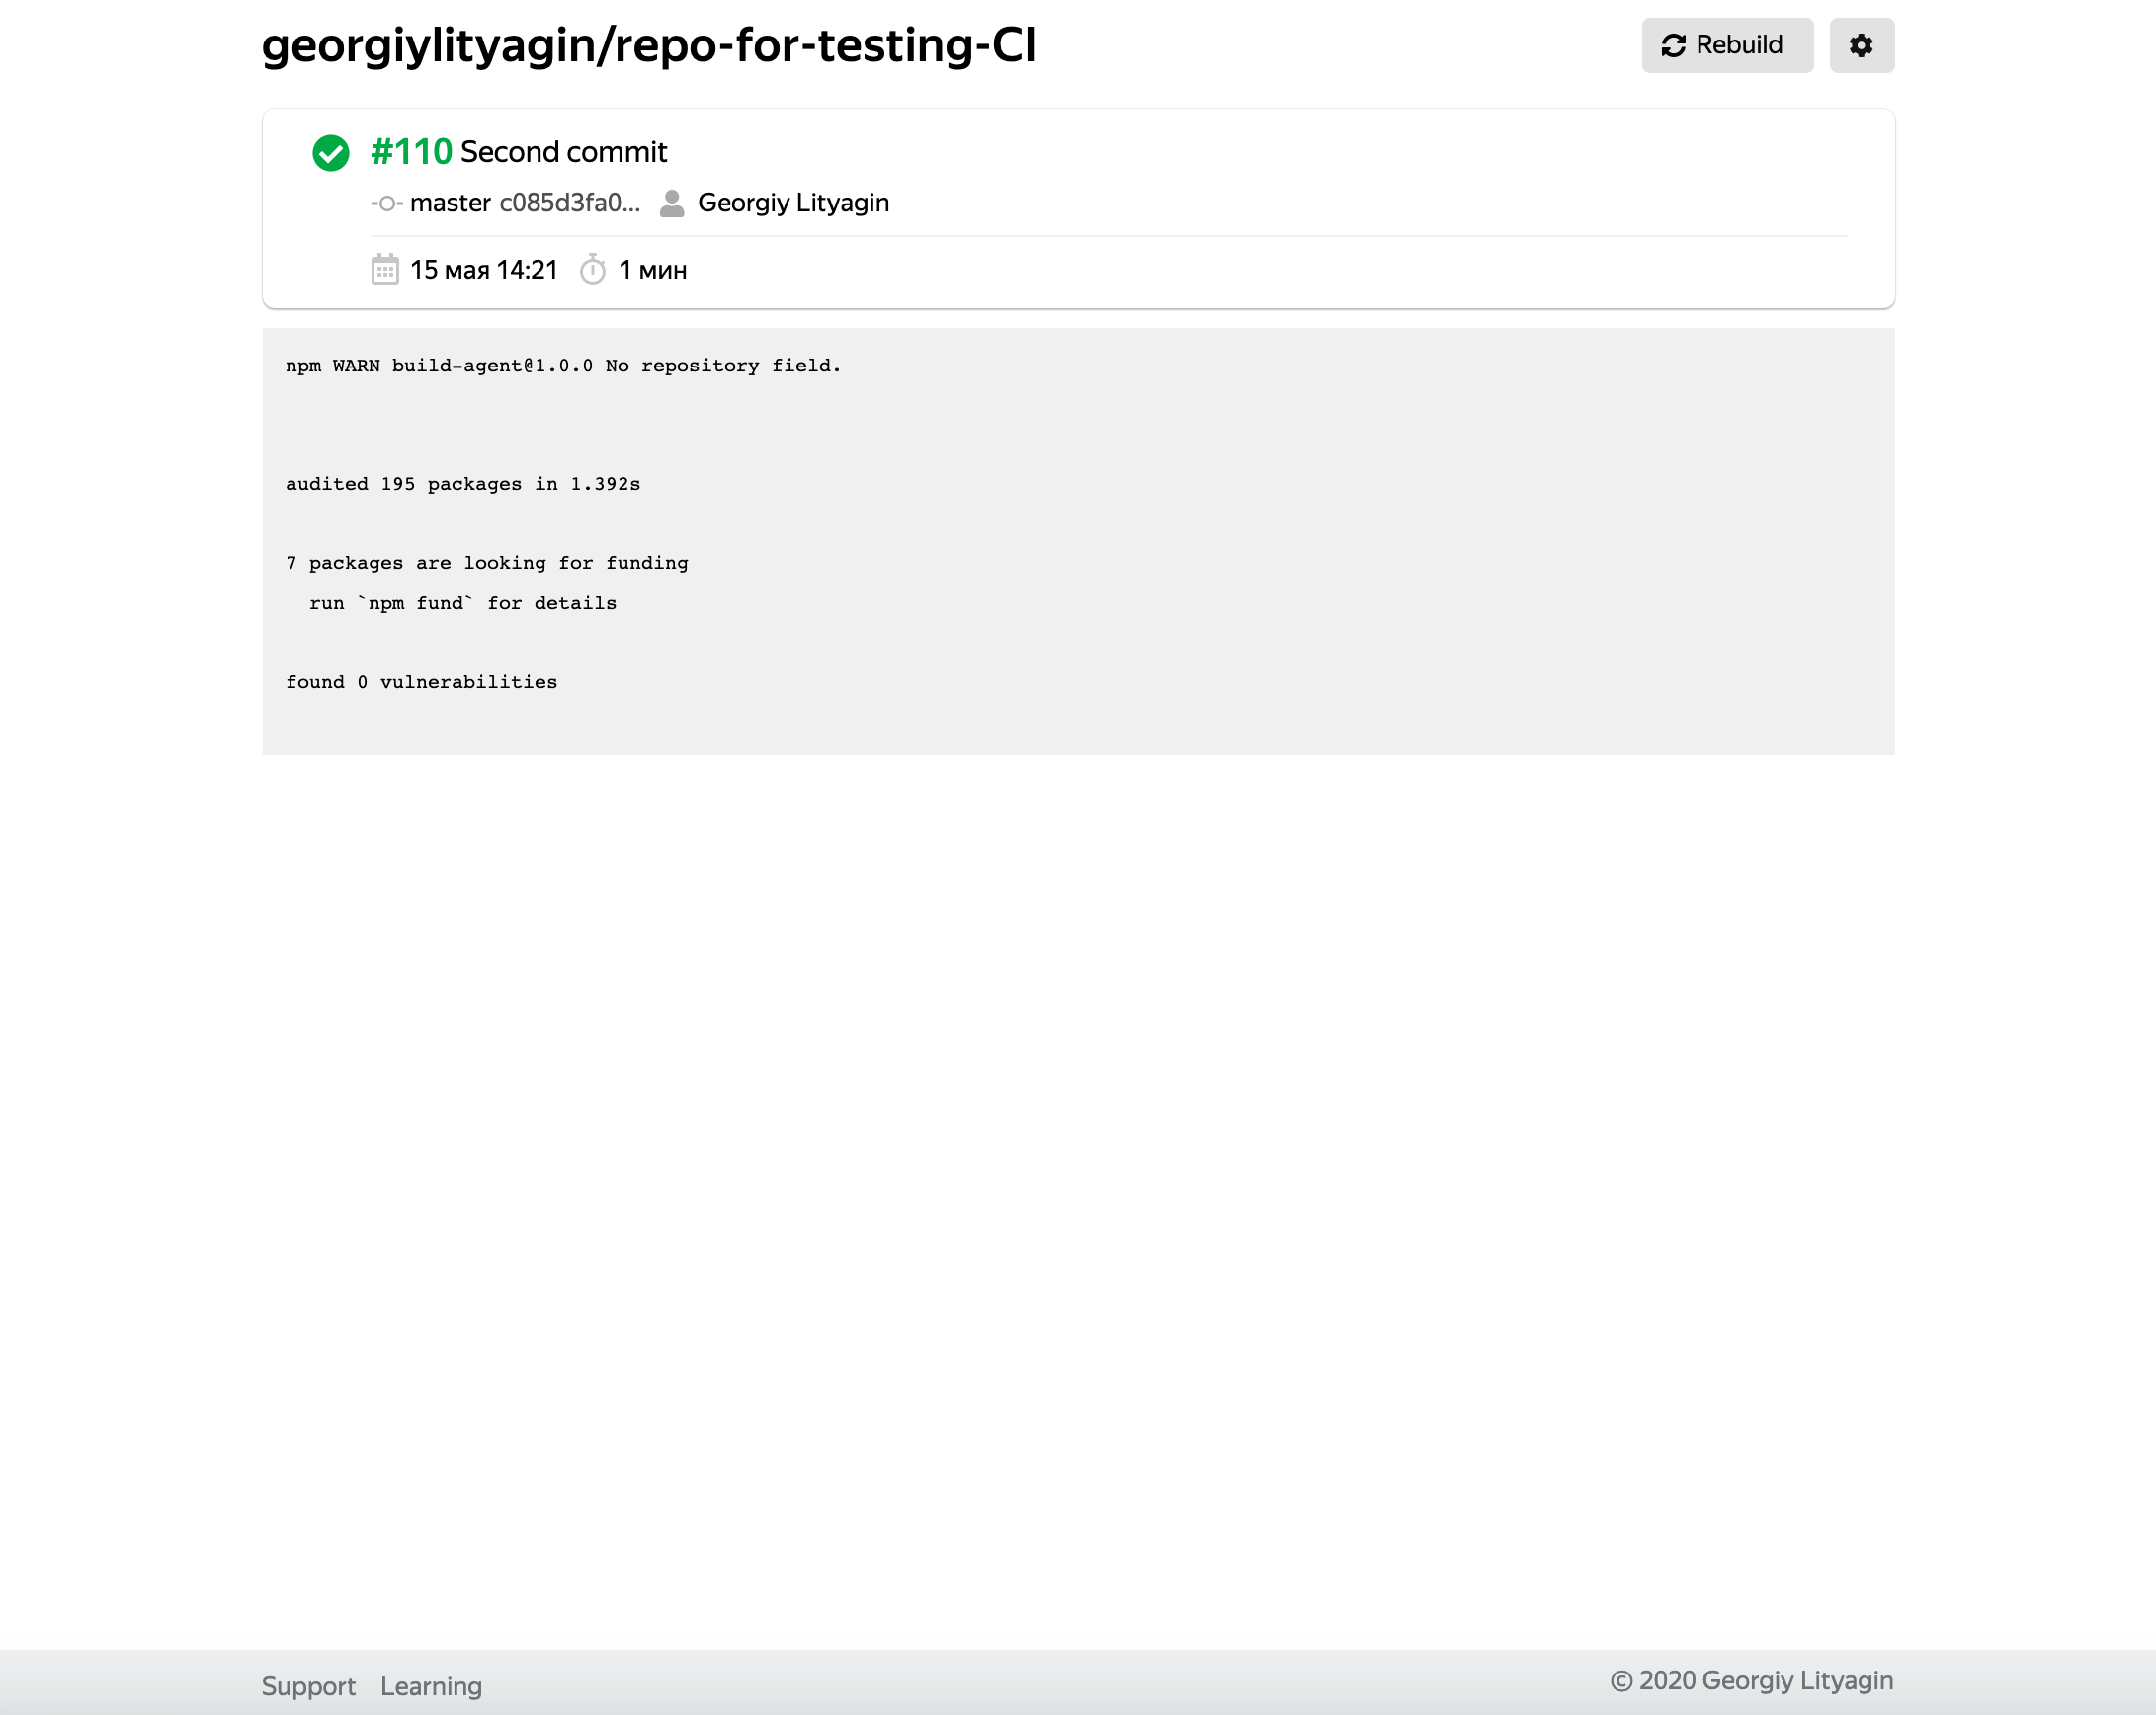 georgiylityagin/repo-for-testing-CI
Rebuild
#110 Second commit
master c085d3fa0... Georgiy Lityagin
15 мая 14:21 1 мин
npm WARN build-agent@1.0.0 No repository field.
audited 195 packages in 1.392s
7 packages are looking for funding
run `npm fund` for details
found 0 vulnerabilities
Support Learning
© 2020 Georgiy Lityagin